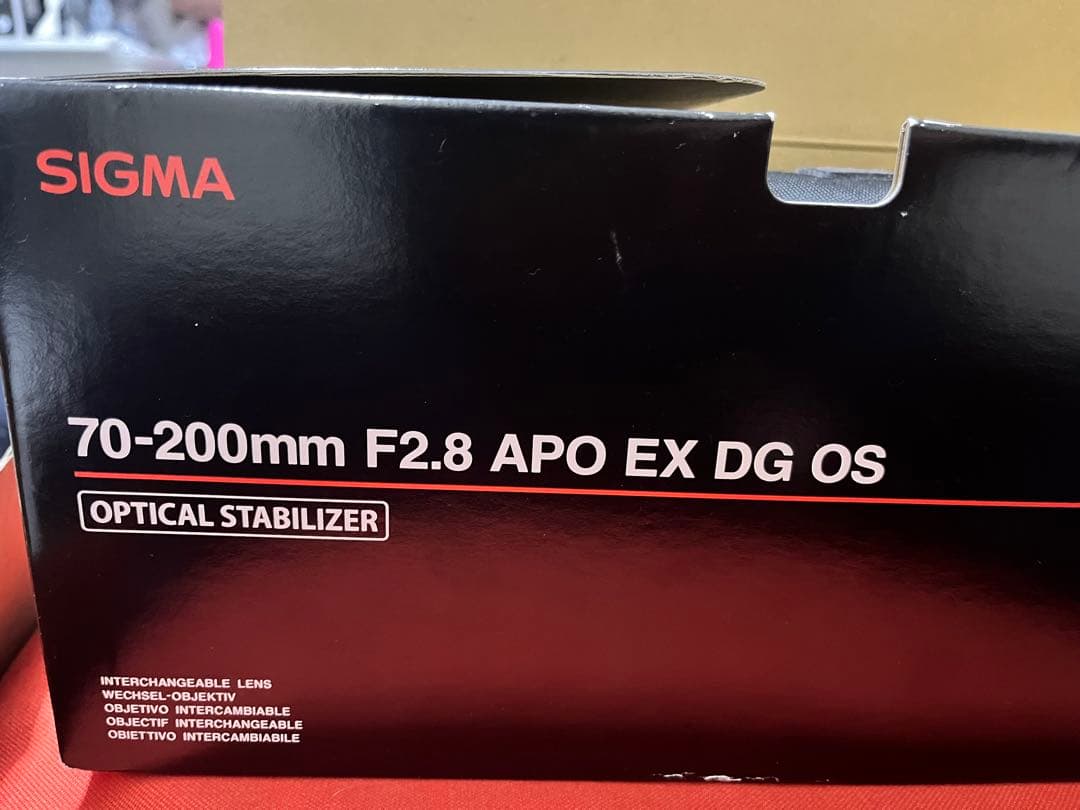 SIGMA
70-200mm F2.8 APO EX DG OS
OPTICAL STABILIZER
INTERCHANGEABLE LENS
WECHSEL-OBJEKTIV
OBJETIVO INTERCAMBIABLE
OBJECTIF INTERCHANGEABLE
OBIETTIVO INTERCAMBIABILE